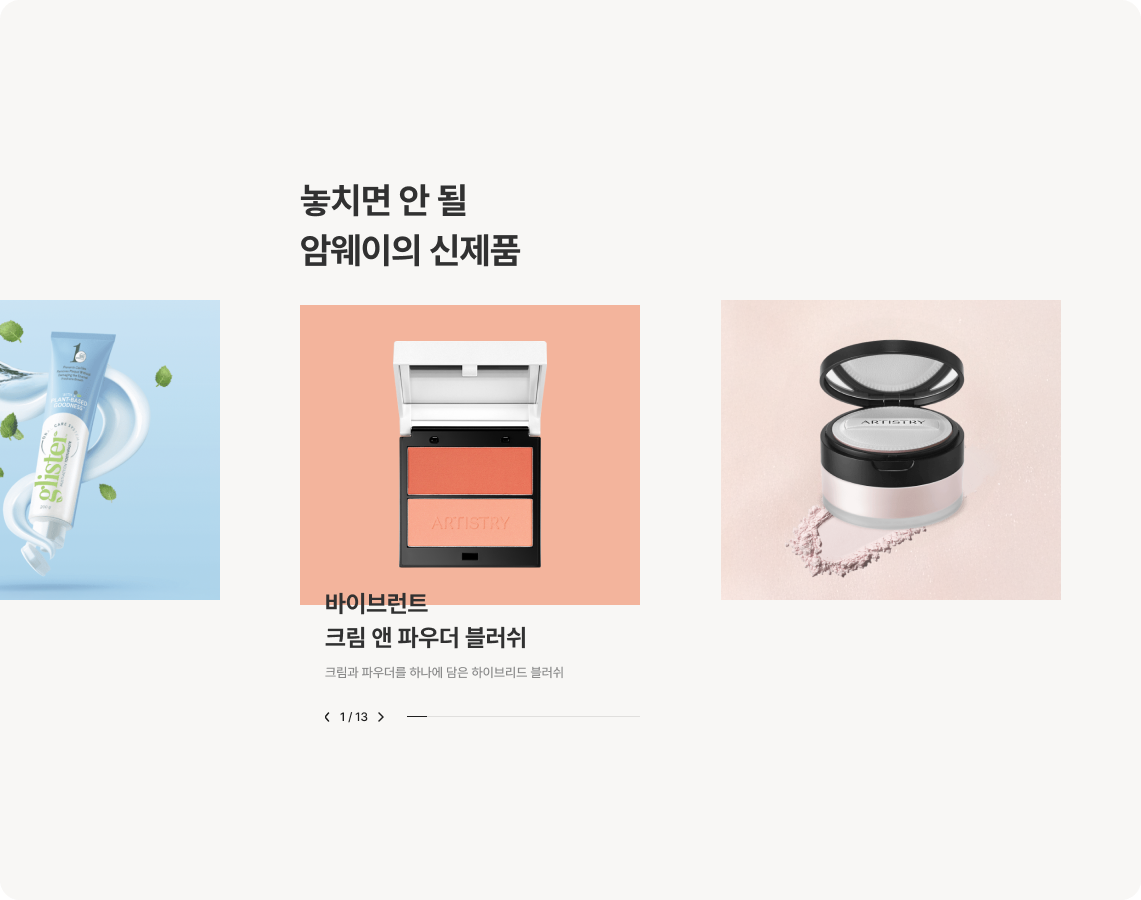 놓치면 안 될
암웨이의 신제품
1
PLANT-BASED
GOODNESS
glister
ARTISTRY
ARTISTRY
바이브런트
크림 앤 파우더 블러쉬
크림과 파우더를 하나에 담은 하이브리드 블러쉬
1 / 13